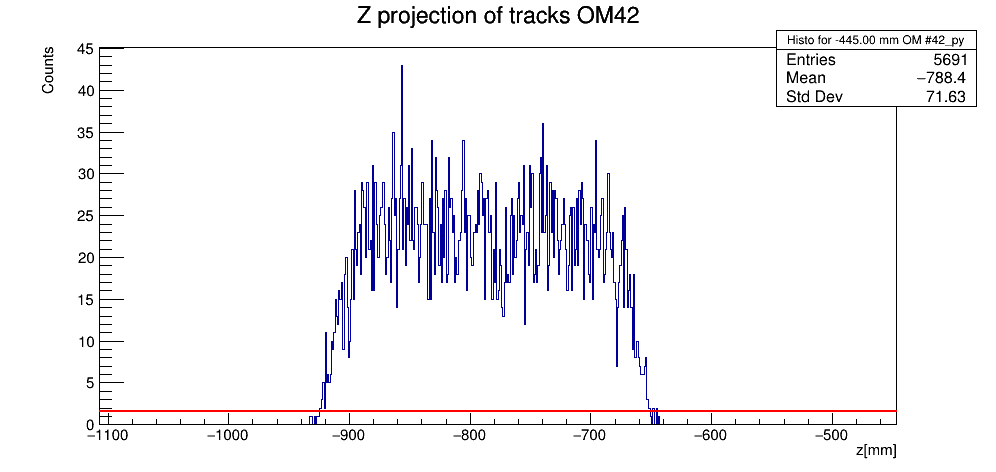 Z projection of tracks OM42
Histo for -445.00 mm OM #42_py
Entries 5691
Mean −788.4
Std Dev 71.63
Counts
45
40
35
30
25
20
15
10
5
0
−1100 −1000 −900 −800 −700 −600 −500
z[mm]